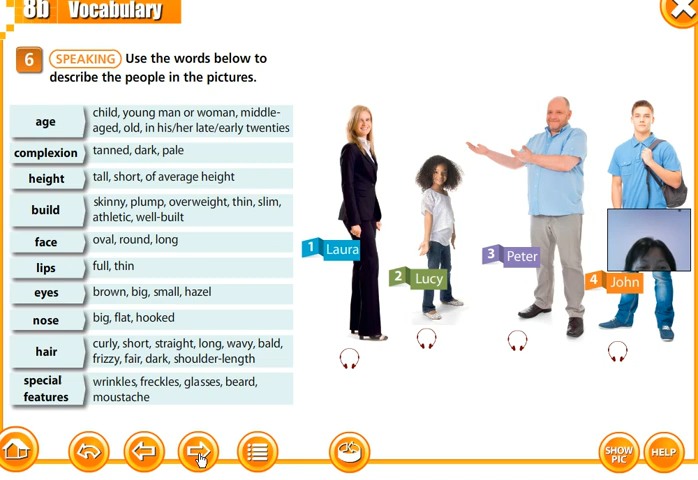 8b Vocabulary
6 SPEAKING Use the words below to
describe the people in the pictures.
age child, young man or woman, middle-
aged, old, in his/her late/early twenties
complexion tanned, dark, pale
height tall, short, of average height
build skinny, plump, overweight, thin, slim,
athletic, well-built
face oval, round, long
lips full, thin
eyes brown, big, small, hazel
nose big, flat, hooked
hair curly, short, straight, long, wavy, bald,
frizzy, fair, dark, shoulder-length
special
features wrinkles, freckles, glasses, beard,
moustache
1 Laura
2 Lucy
3 Peter
4 John
SHOW
PIC
HELP